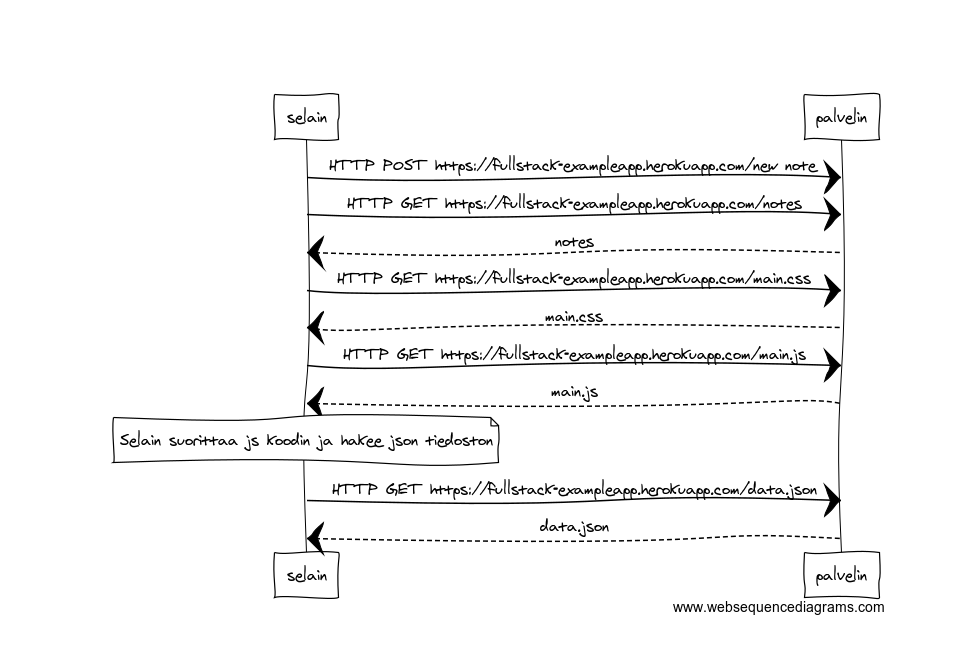 selain palvelin
HTTP POST https://fullstack-exampleapp.herokuapp.com/new note
HTTP GET https://fullstack-exampleapp.herokuapp.com/notes
notes
HTTP GET https://fullstack-exampleapp.herokuapp.com/main.css
main.css
HTTP GET https://fullstack-exampleapp.herokuapp.com/main.js
main.js
Selain suorittaa js koodin ja hakee json tiedoston
HTTP GET https://fullstack-exampleapp.herokuapp.com/data.json
data.json
selain palvelin
www.websequencediagrams.com